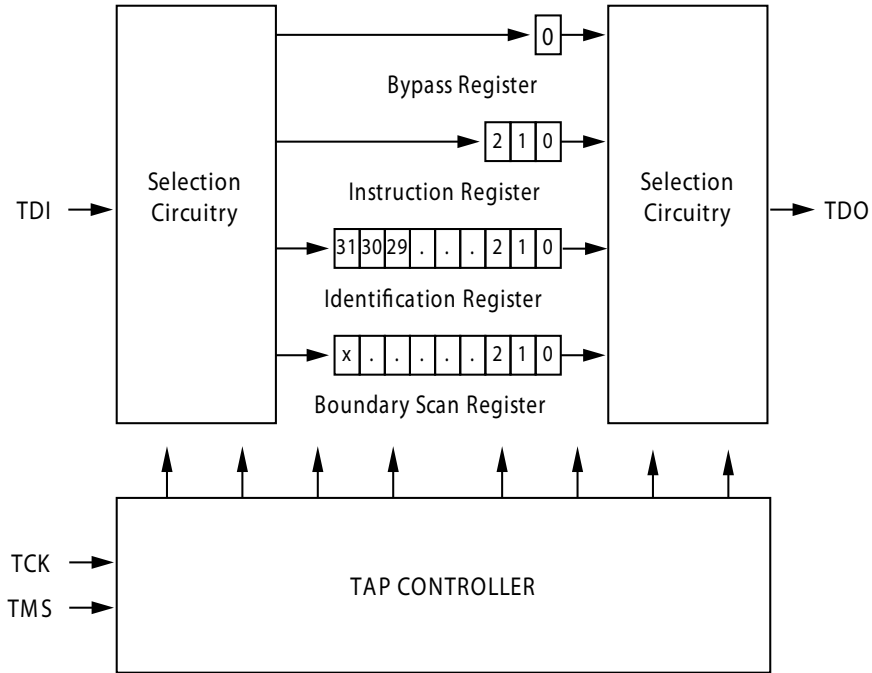 0
Bypass Register
2 1 0
Instruction Register
Selection
Circuitry
Selection
Circuitry
TDI
TDO
31 30 29 . . . 2 1 0
Identification Register
x . . . . . 2 1 0
Boundary Scan Register
TCK
TMS
TAP CONTROLLER